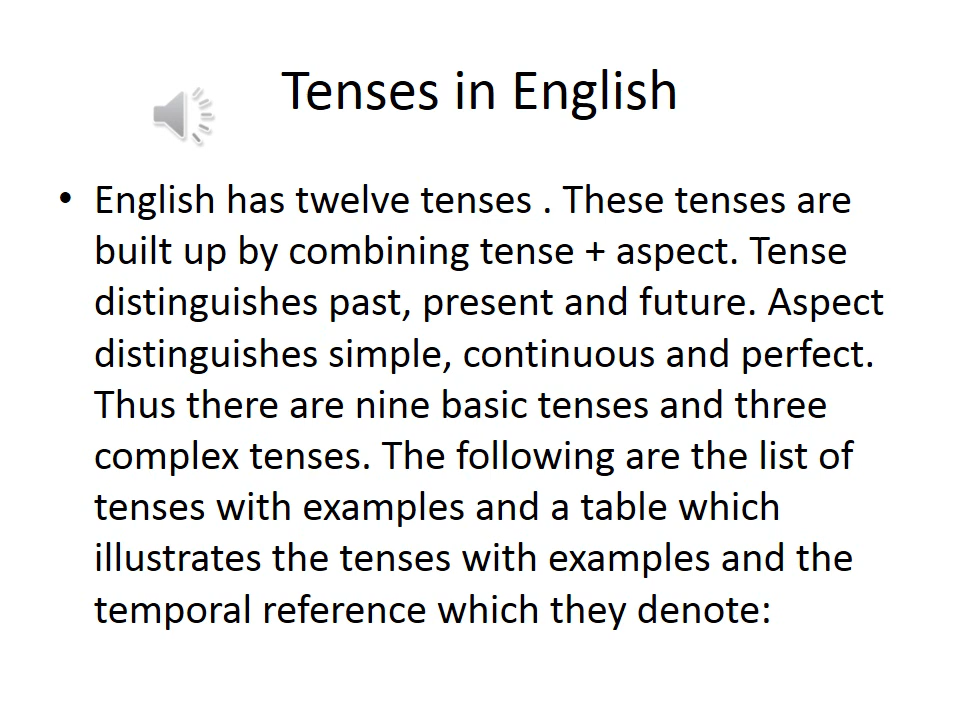 Tenses in English
• English has twelve tenses . These tenses are
built up by combining tense + aspect. Tense
distinguishes past, present and future. Aspect
distinguishes simple, continuous and perfect.
Thus there are nine basic tenses and three
complex tenses. The following are the list of
tenses with examples and a table which
illustrates the tenses with examples and the
temporal reference which they denote: